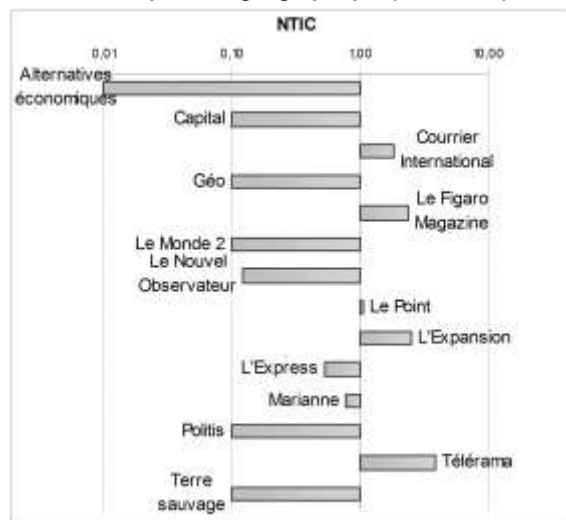 NTIC
0,01 0,10 1,00 10,00
Alternatives
économiques
Capital
Courrier
International
Géo
Le Figaro
Magazine
Le Monde 2
Le Nouvel
Observateur
Le Point
L'Expansion
L'Express
Marianne
Politis
Télérama
Terre
sauvage